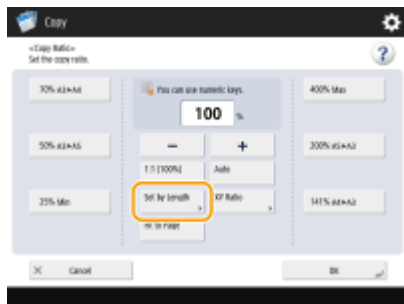 Copy
<Copy Ratio>
Set the copy ratio.
?
70% A3►A4
You can use numeric keys.
400% Max
100 %
50% A3►A5
−
+
200% A5►A3
1:1 (100%)
Auto
25% Min
Set by Length
XY Ratio
141% A4►A3
Fit to Page
× Cancel
OK